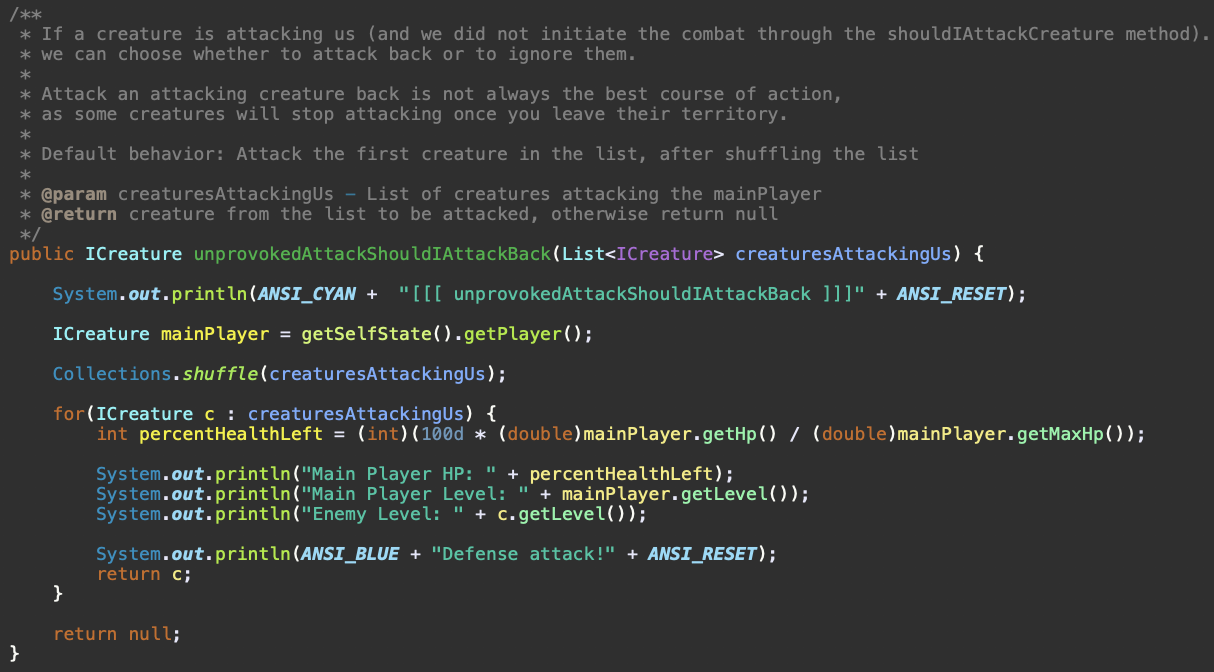 /**
 * If a creature is attacking us (and we did not initiate the combat through the shouldIAttackCreature method).
 * we can choose whether to attack back or to ignore them.
 *
 * Attack an attacking creature back is not always the best course of action,
 * as some creatures will stop attacking once you leave their territory.
 *
 * Default behavior: Attack the first creature in the list, after shuffling the list
 *
 * @param creaturesAttackingUs – List of creatures attacking the mainPlayer
 * @return creature from the list to be attacked, otherwise return null
 */
public ICreature unprovokedAttackShouldIAttackBack(List<ICreature> creaturesAttackingUs) {
    System.out.println(ANSI_CYAN +  "[[[ unprovokedAttackShouldIAttackBack ]]]" + ANSI_RESET);
    ICreature mainPlayer = getSelfState().getPlayer();
    Collections.shuffle(creaturesAttackingUs);
    for(ICreature c : creaturesAttackingUs) {
        int percentHealthLeft = (int)(100d * (double)mainPlayer.getHp() / (double)mainPlayer.getMaxHp());
        System.out.println("Main Player HP: " + percentHealthLeft);
        System.out.println("Main Player Level: " + mainPlayer.getLevel());
        System.out.println("Enemy Level: " + c.getLevel());
        System.out.println(ANSI_BLUE + "Defense attack!" + ANSI_RESET);
        return c;
    }
    return null;
}